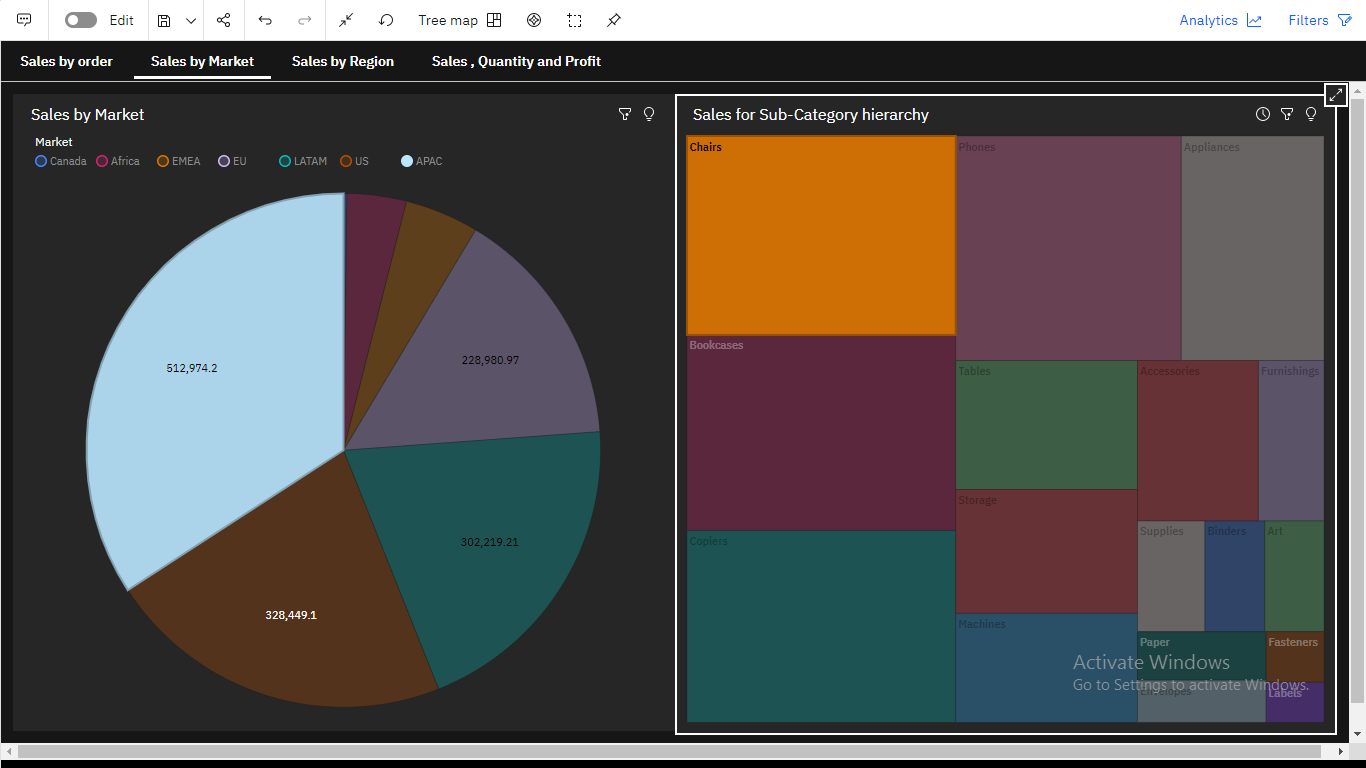 Edit
Tree map
Analytics
Filters
Sales by order
Sales by Market
Sales by Region
Sales , Quantity and Profit
Sales by Market
Market
Canada
Africa
EMEA
EU
LATAM
US
APAC
512,974.2
228,980.97
302,219.21
328,449.1
Sales for Sub-Category hierarchy
Chairs
Phones
Appliances
Bookcases
Tables
Accessories
Furnishings
Storage
Copiers
Supplies
Binders
Art
Machines
Paper
Fasteners
Envelopes
Labels
Activate Windows
Go to Settings to activate Windows.